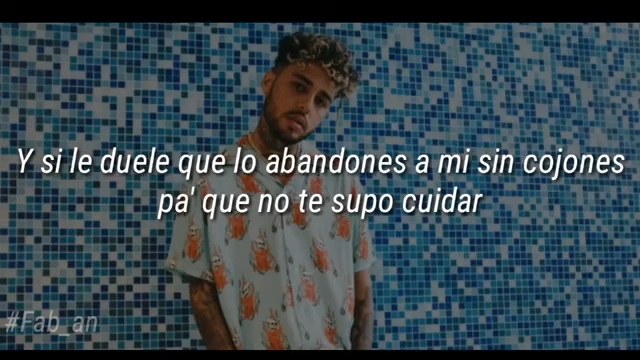 Y si le duele que lo abandones a mi sin cojones
pa' que no te supo cuidar
#Fab_an